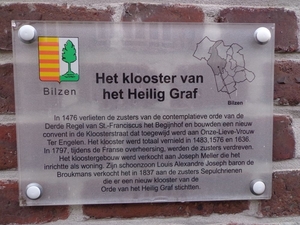 Bilzen
Het klooster van
het Heilig Graf
Bilzen
In 1476 verlieten de zusters van de contemplatieve orde van de
Derde Regel van St.-Franciscus het Begijnhof en bouwden een nieuw
convent in de Kloosterstraat dat toegewijd werd aan Onze-Lieve-Vrouw
Ter Engelen. Het klooster werd totaal vernield in 1483, 1576 en 1636.
In 1797, tijdens de Franse overheersing, werden de zusters verdreven.
Het kloostergebouw werd verkocht aan Joseph Meller die het
inrichtte als woning. Zijn schoonzoon Louis Alexandre Joseph baron de
Broukmans verkocht het in 1837 aan de zusters Sepulchrienen
die er een nieuw klooster van de
Orde van het Heilig Graf stichtten.